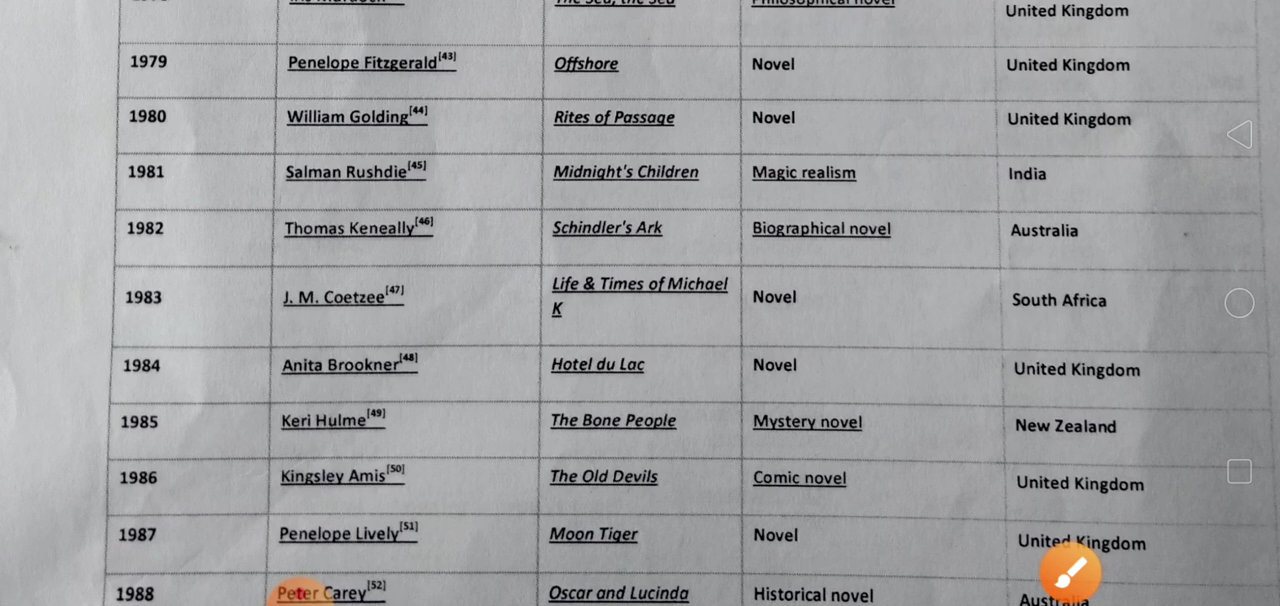 United Kingdom
1979 Penelope Fitzgerald[43] Offshore Novel United Kingdom
1980 William Golding[44] Rites of Passage Novel United Kingdom
1981 Salman Rushdie[45] Midnight's Children Magic realism India
1982 Thomas Keneally[46] Schindler's Ark Biographical novel Australia
1983 J. M. Coetzee[47] Life & Times of Michael K Novel South Africa
1984 Anita Brookner[48] Hotel du Lac Novel United Kingdom
1985 Keri Hulme[49] The Bone People Mystery novel New Zealand
1986 Kingsley Amis[50] The Old Devils Comic novel United Kingdom
1987 Penelope Lively[51] Moon Tiger Novel United Kingdom
1988 Peter Carey[52] Oscar and Lucinda Historical novel Australia